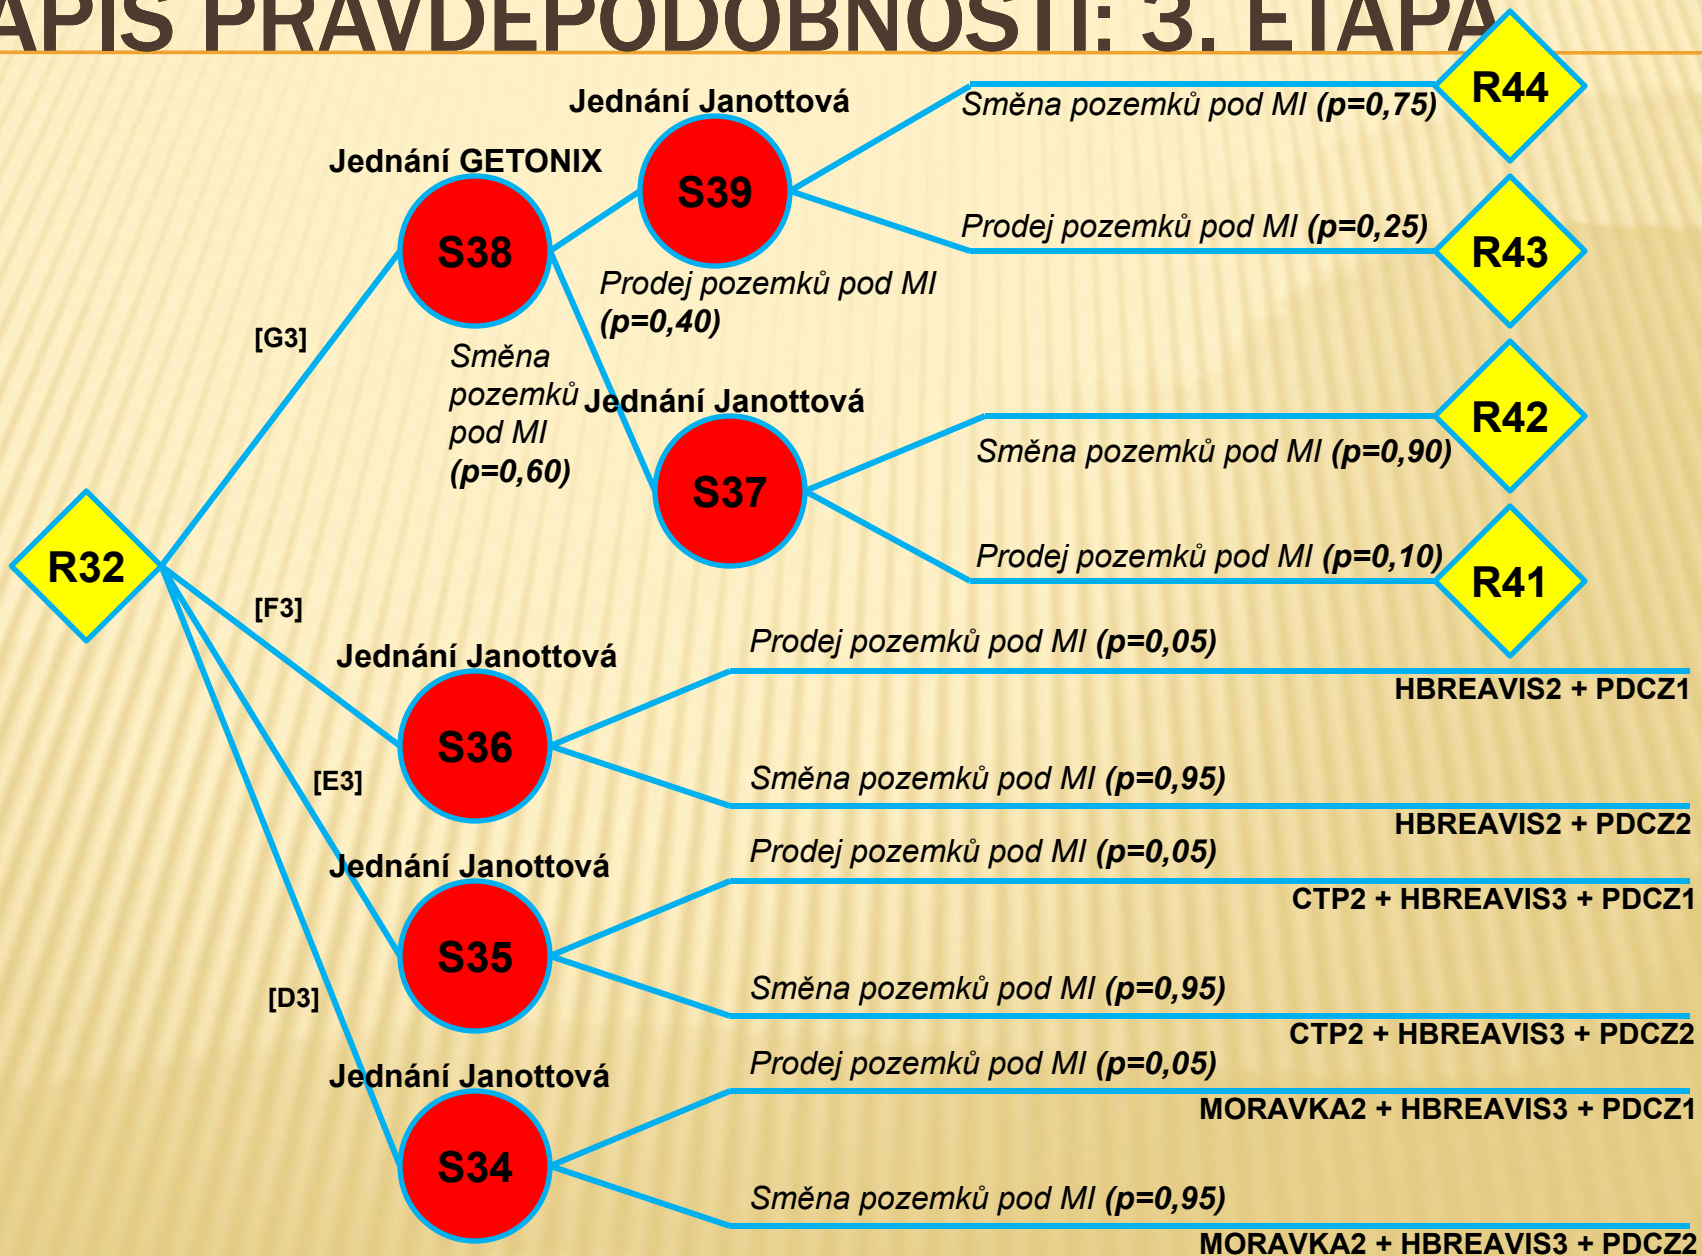 APIS PRAVDĚPODOBNOSTI: 3. ETAPA
Jednání Janottová
Směna pozemků pod MI (p=0,75)
R44
Jednání GETONIX
S39
S38
Prodej pozemků pod MI (p=0,25)
R43
Prodej pozemků pod MI
(p=0,40)
[G3]
Směna
pozemků
pod MI
(p=0,60)
Jednání Janottová
R42
Směna pozemků pod MI (p=0,90)
S37
R32
Prodej pozemků pod MI (p=0,10)
R41
[F3]
Jednání Janottová
Prodej pozemků pod MI (p=0,05)
HBREAVIS2 + PDCZ1
S36
[E3]
Směna pozemků pod MI (p=0,95)
HBREAVIS2 + PDCZ2
Jednání Janottová
Prodej pozemků pod MI (p=0,05)
CTP2 + HBREAVIS3 + PDCZ1
S35
[D3]
Směna pozemků pod MI (p=0,95)
CTP2 + HBREAVIS3 + PDCZ2
Jednání Janottová
Prodej pozemků pod MI (p=0,05)
MORAVKA2 + HBREAVIS3 + PDCZ1
S34
Směna pozemků pod MI (p=0,95)
MORAVKA2 + HBREAVIS3 + PDCZ2